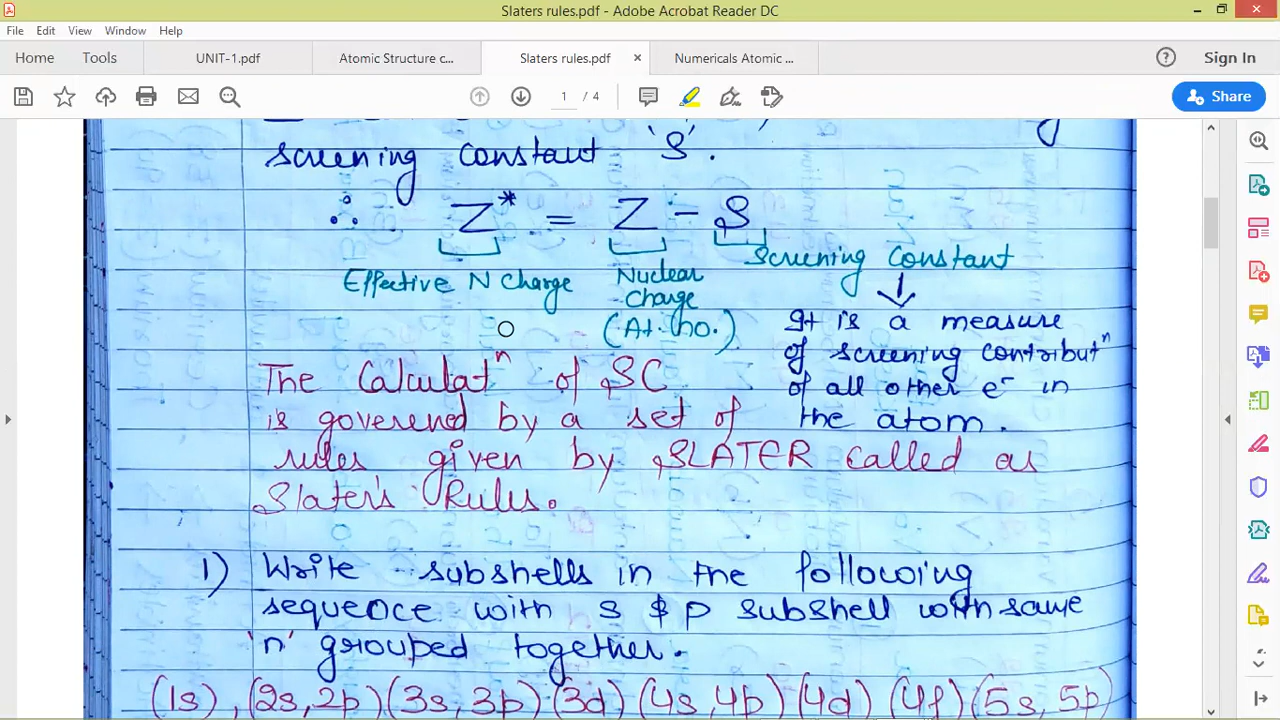 Slaters rules.pdf - Adobe Acrobat Reader DC
File Edit View Window Help
Home Tools UNIT-1.pdf Atomic Structure c... Slaters rules.pdf × Numericals Atomic ... Sign In
1 / 4 Share
screening constant 'S'.
∴ Z* = Z - S
Effective N Charge
Nuclear Charge
(At. no.)
Screening Constant
↓
It is a measure
of screening contributⁿ
of all other e⁻ in
the atom.
The Calculatⁿ of SC
is governed by a set of
rules given by SLATER called as
Slater's Rules.
1) Write subshells in the following
sequence with s & p subshell with same
'n' grouped together.
(1s), (2s, 2p) (3s, 3p) (3d) (4s, 4p) (4d) (4f) (5s, 5p)